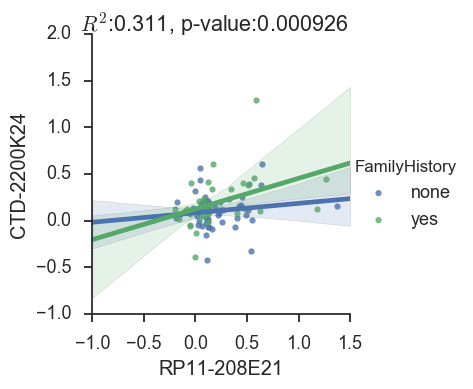 R²:0.311, p-value:0.000926
2.0
1.5
1.0
0.5
0.0
−0.5
−1.0
CTD-2200K24
−1.0 −0.5 0.0 0.5 1.0 1.5
RP11-208E21
FamilyHistory
none
yes